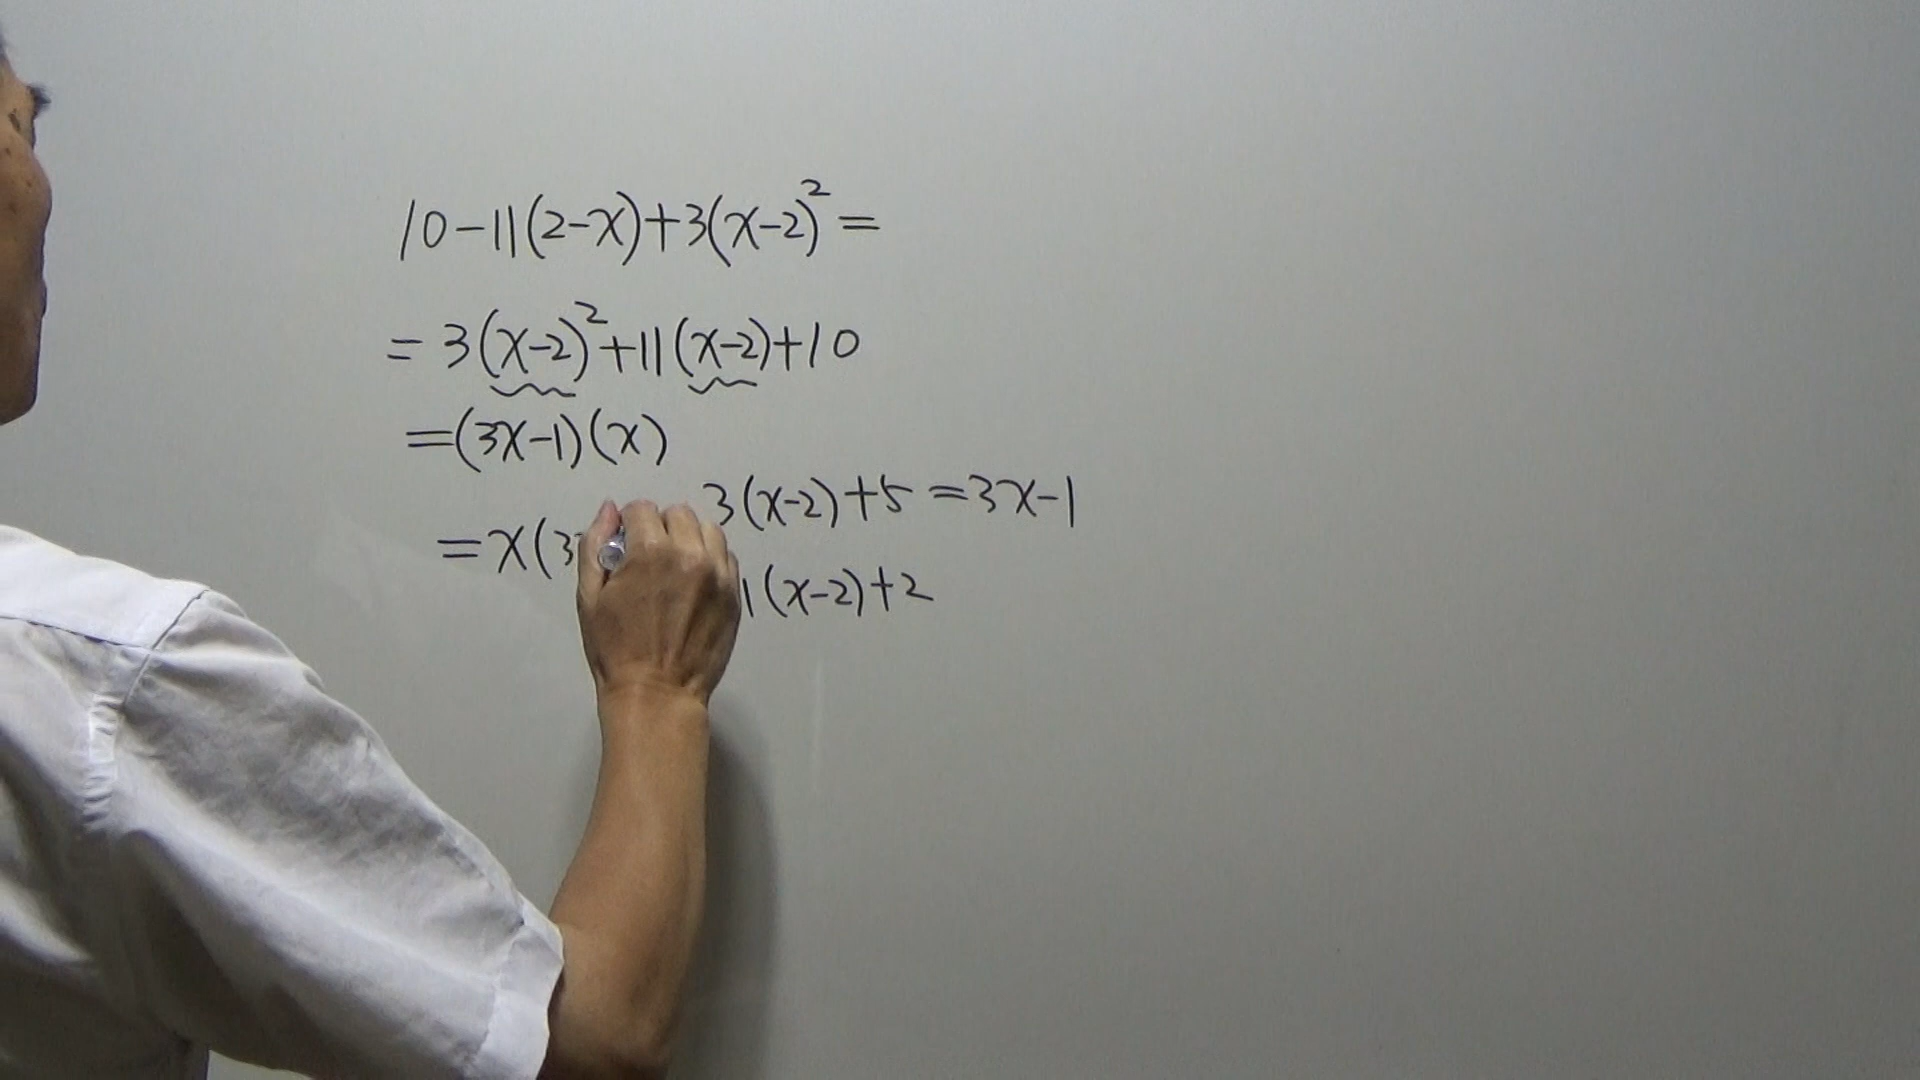 10-11(2-x)+3(x-2)²=
=3(x-2)²+11(x-2)+10
=(3x-1)(x)
3(x-2)+5=3x-1
=x(3
1(x-2)+2